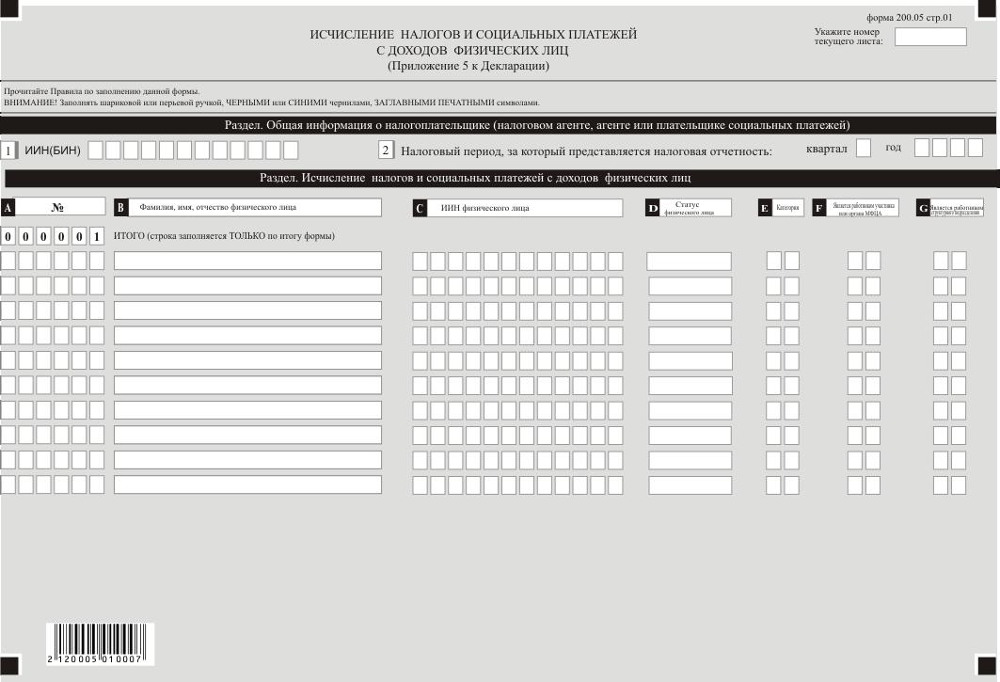 форма 200.05 стр.01
ИСЧИСЛЕНИЕ НАЛОГОВ И СОЦИАЛЬНЫХ ПЛАТЕЖЕЙ
С ДОХОДОВ ФИЗИЧЕСКИХ ЛИЦ
(Приложение 5 к Декларации)
Укажите номер
текущего листа:
Прочитайте Правила по заполнению данной формы.
ВНИМАНИЕ! Заполнять шариковой или перьевой ручкой, ЧЕРНЫМИ или СИНИМИ чернилами, ЗАГЛАВНЫМИ ПЕЧАТНЫМИ символами.
Раздел. Общая информация о налогоплательщике (налоговом агенте, агенте или плательщике социальных платежей)
1 ИИН(БИН) 2 Налоговый период, за который представляется налоговая отчетность: квартал год
Раздел. Исчисление налогов и социальных платежей с доходов физических лиц
A № B Фамилия, имя, отчество физического лица C ИИН физического лица D Статус физического лица E Категория F Является работником участника или органа МФЦА G Является работником структурного подразделения
0 0 0 0 0 1 ИТОГО (строка заполняется ТОЛЬКО по итогу формы)
2 120005 010007